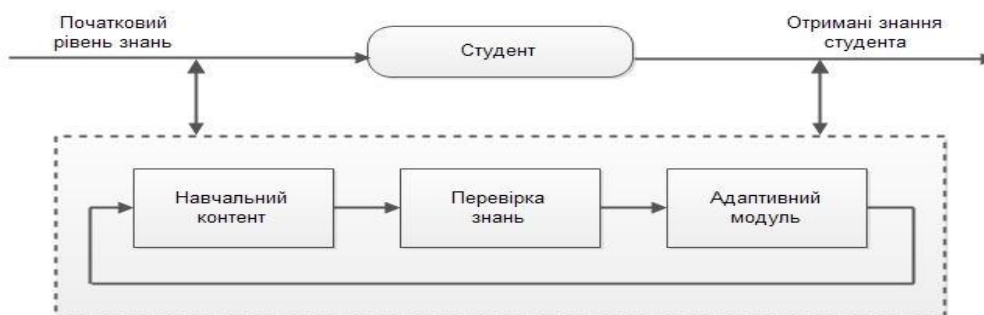 Початковий
рівень знань
Студент
Отримані знання
студента
Навчальний
контент
Перевірка
знань
Адаптивний
модуль